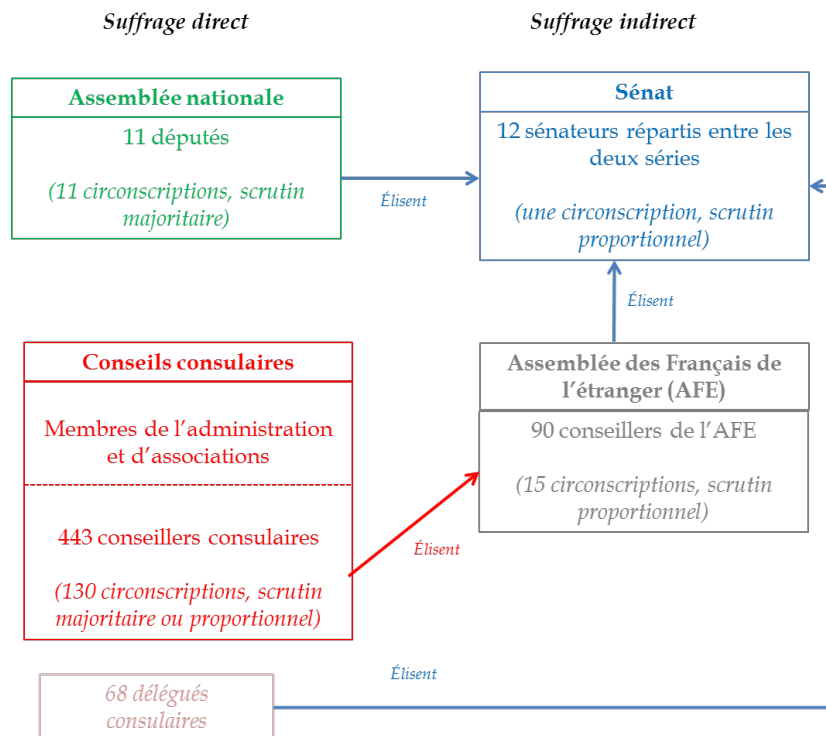 Suffrage direct
Suffrage indirect
Assemblée nationale
11 députés
(11 circonscriptions, scrutin
majoritaire)
Élisent
Sénat
12 sénateurs répartis entre les
deux séries
(une circonscription, scrutin
proportionnel)
Élisent
Conseils consulaires
Membres de l'administration
et d'associations
443 conseillers consulaires
(130 circonscriptions, scrutin
majoritaire ou proportionnel)
Élisent
Assemblée des Français de
l'étranger (AFE)
90 conseillers de l'AFE
(15 circonscriptions, scrutin
proportionnel)
68 délégués
consulaires
Élisent